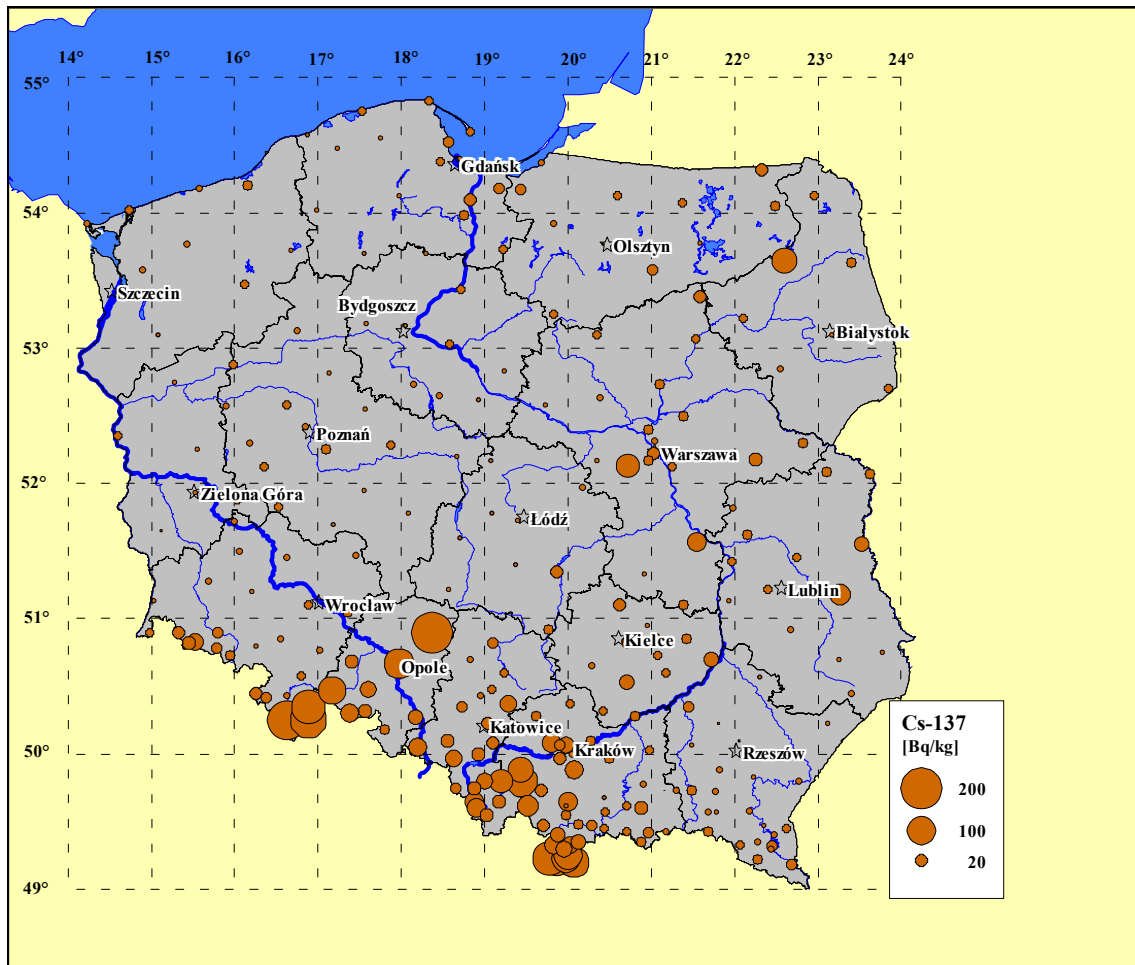 14° 15° 16° 17° 18° 19° 20° 21° 22° 23° 24°
55°
Gdańsk
54°
Olsztyn
Szczecin
Bydgoszcz
Bialystok
53°
Poznań
Warszawa
52°
Zielona Góra
Łódź
Lublin
Wrocław
51°
Kielce
Opole
Katowice
Kraków
Rzeszów
50°
49°
Cs-137
[Bq/kg]
200
100
20